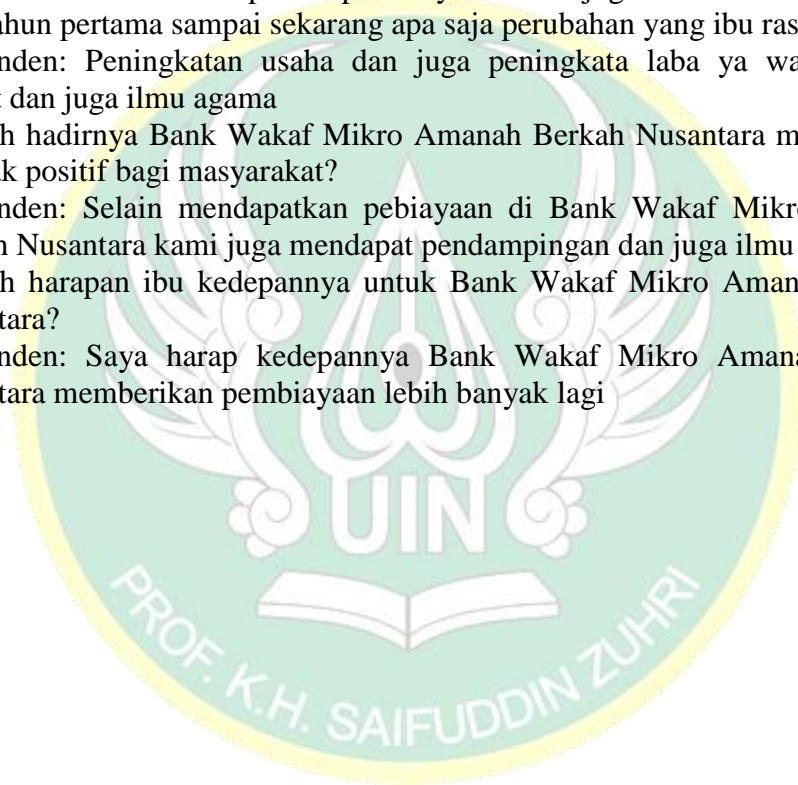 ahun pertama sampai sekarang apa saja perubahan yang ibu ras
nden: Peningkatan usaha dan juga peningkata laba ya wa
t dan juga ilmu agama
h hadirnya Bank Wakaf Mikro Amanah Berkah Nusantara m
k positif bagi masyarakat?
nden: Selain mendapatkan pebiayaan di Bank Wakaf Mikr
n Nusantara kami juga mendapat pendampingan dan juga ilmu
h harapan ibu kedepannya untuk Bank Wakaf Mikro Aman
tara?
nden: Saya harap kedepannya Bank Wakaf Mikro Amana
tara memberikan pembiayaan lebih banyak lagi
UIN
PROF. K.H. SAIFUDDIN ZUHRI